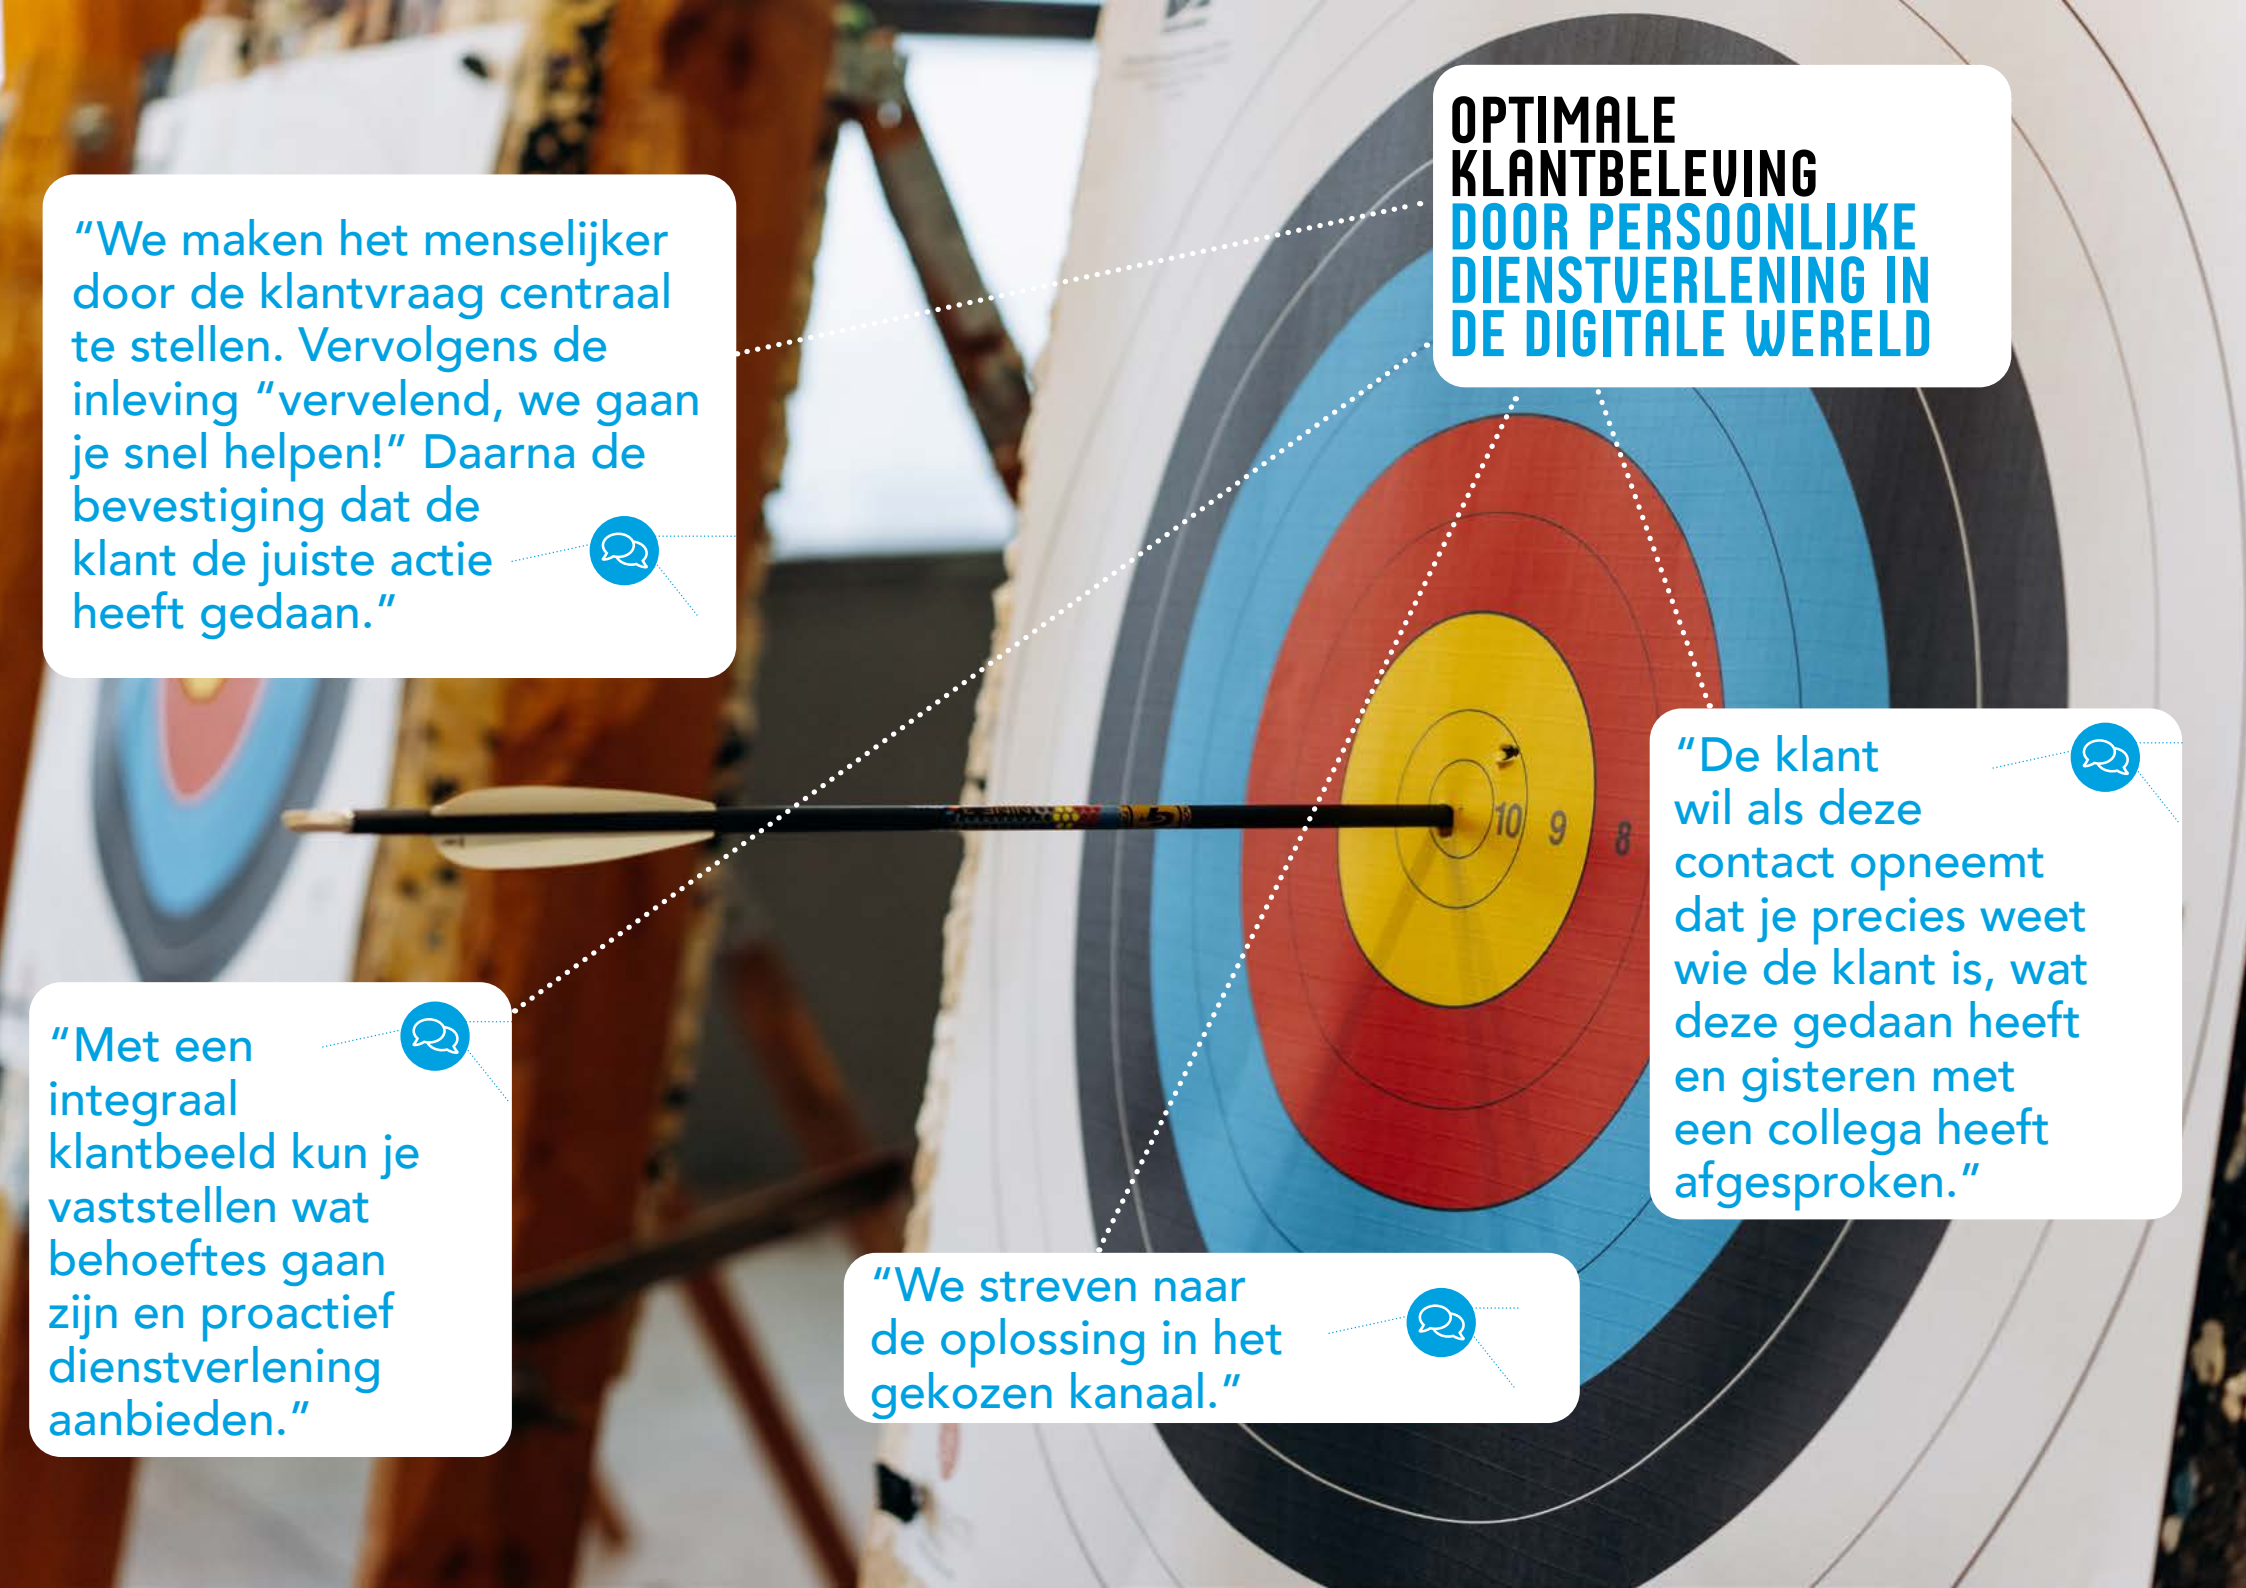 OPTIMALE
KLANTBELEVING
DOOR PERSOONLIJKE
DIENSTVERLENING IN
DE DIGITALE WERELD
“We maken het menselijker
door de klantvraag centraal
te stellen. Vervolgens de
inleving “vervelend, we gaan
je snel helpen!” Daarna de
bevestiging dat de
klant de juiste actie
heeft gedaan.”
“De klant
wil als deze
contact opneemt
dat je precies weet
wie de klant is, wat
deze gedaan heeft
en gisteren met
een collega heeft
afgesproken.”
“Met een
integraal
klantbeeld kun je
vaststellen wat
behoeftes gaan
zijn en proactief
dienstverlening
aanbieden.”
“We streven naar
de oplossing in het
gekozen kanaal.”
10 9 8